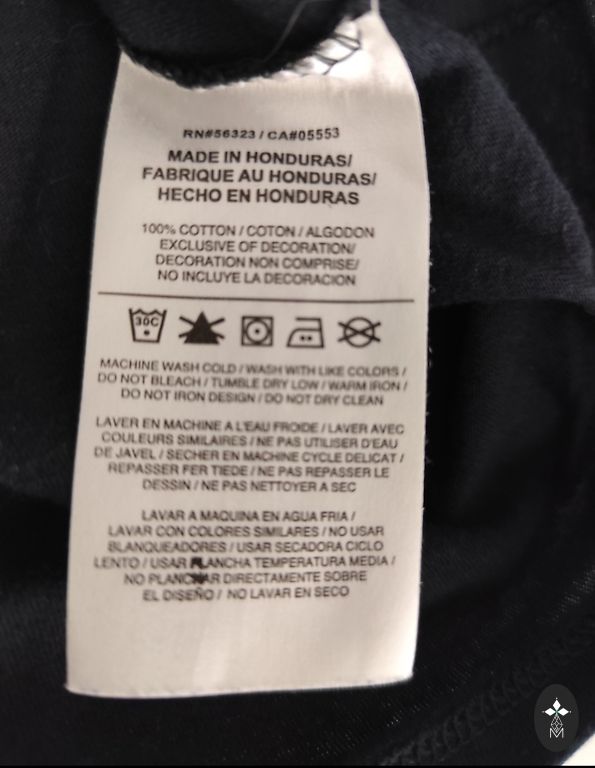 RN#56323 / CA#05553
MADE IN HONDURAS/
FABRIQUE AU HONDURAS/
HECHO EN HONDURAS
100% COTTON / COTON / ALGODON
EXCLUSIVE OF DECORATION/
DECORATION NON COMPRISE/
NO INCLUYE LA DECORACION
30C
MACHINE WASH COLD / WASH WITH LIKE COLORS /
DO NOT BLEACH / TUMBLE DRY LOW / WARM IRON /
DO NOT IRON DESIGN / DO NOT DRY CLEAN
LAVER EN MACHINE A L'EAU FROIDE / LAVER AVEC
COULEURS SIMILAIRES / NE PAS UTILISER D'EAU
DE JAVEL / SECHER EN MACHINE CYCLE DELICAT /
REPASSER FER TIEDE / NE PAS REPASSER LE
DESSIN / NE PAS NETTOYER A SEC
LAVAR A MAQUINA EN AGUA FRIA /
LAVAR CON COLORES SIMILARES / NO USAR
BLANQUEADORES / USAR SECADORA CICLO
LENTO / USAR PLANCHA TEMPERATURA MEDIA /
NO PLANCHAR DIRECTAMENTE SOBRE
EL DISEÑO / NO LAVAR EN SECO
M